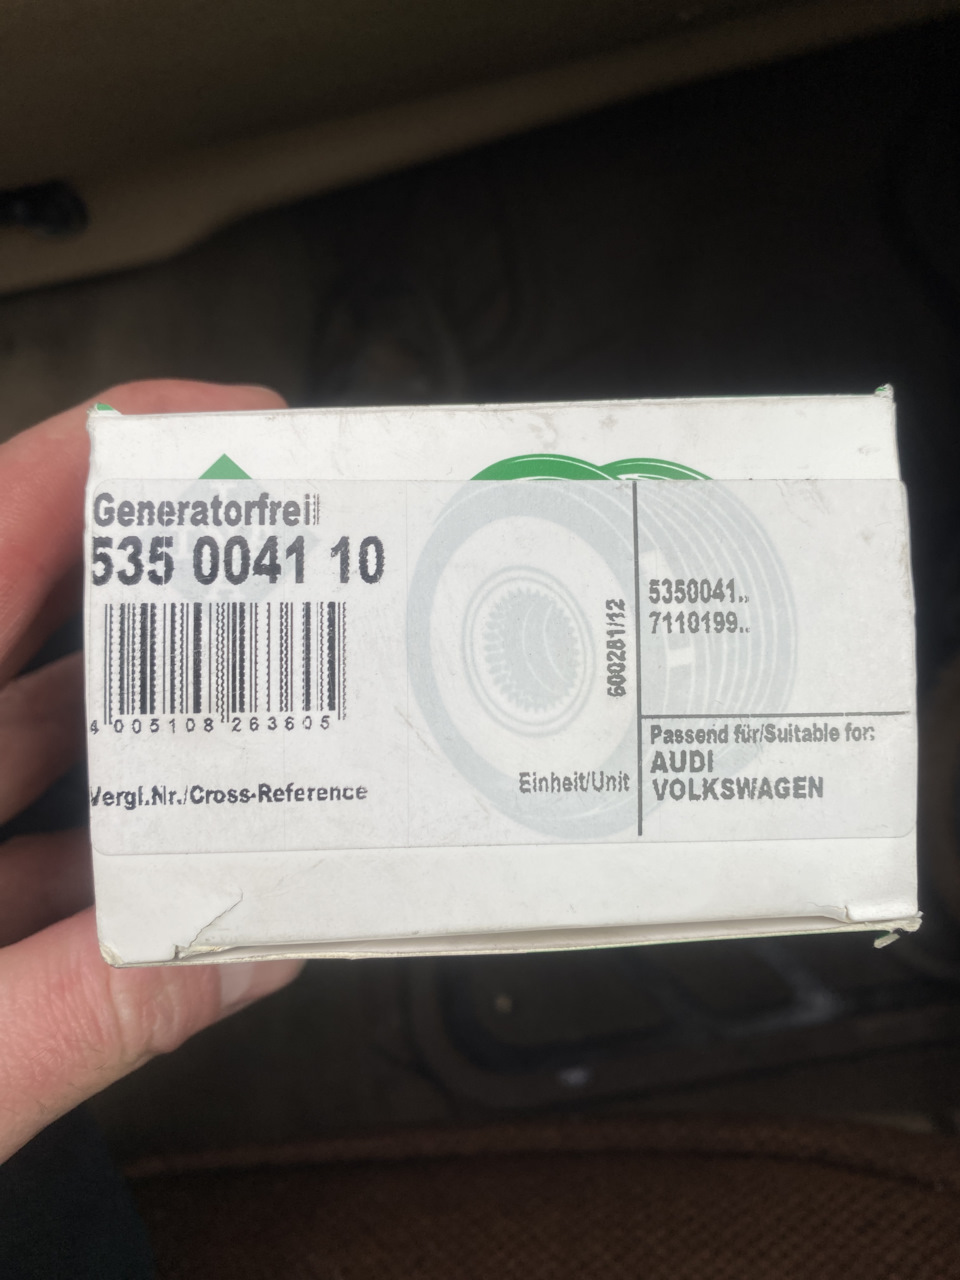 Generatorfrei
535 0041 10
4 005108 263605
Vergl.Nr./Cross-Reference
600281/12
Einheit/Unit
5350041..
7110199..
Passend für/Suitable for:
AUDI
VOLKSWAGEN